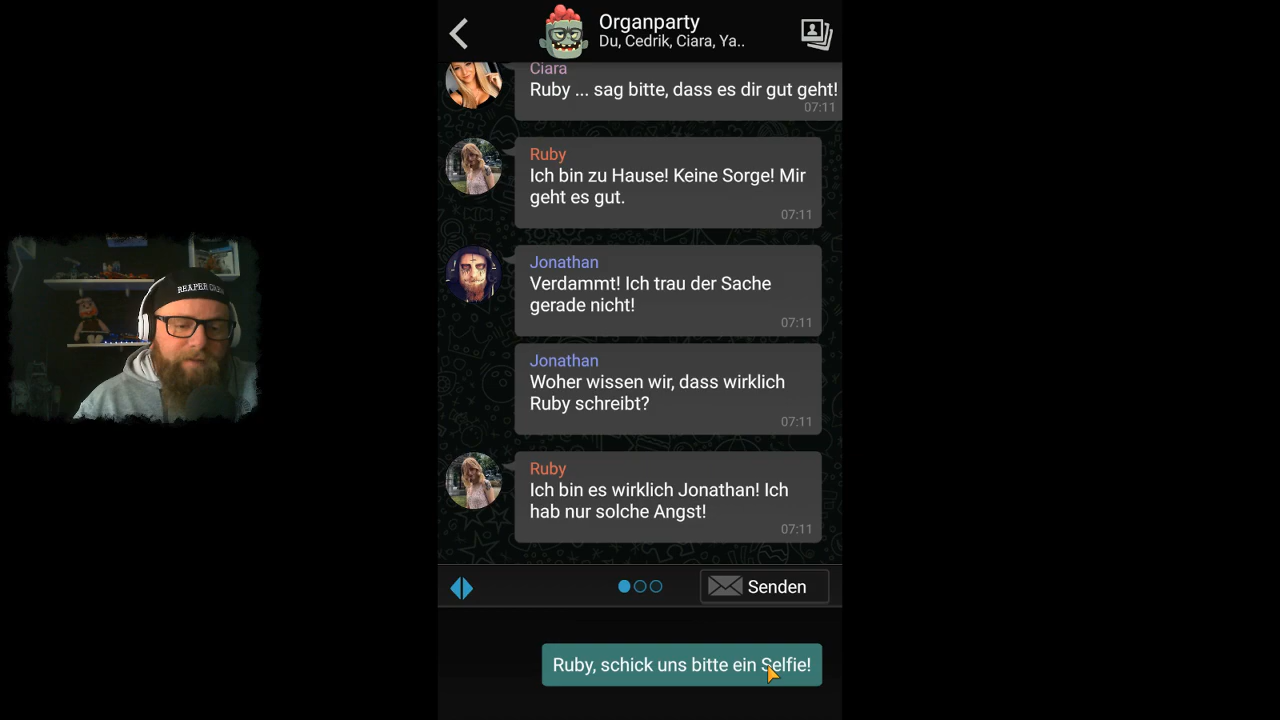 Organparty
Du, Cedrik, Ciara, Ya..
Ciara
Ruby ... sag bitte, dass es dir gut geht!
07:11
Ruby
Ich bin zu Hause! Keine Sorge! Mir
geht es gut.
07:11
Jonathan
Verdammt! Ich trau der Sache
gerade nicht!
07:11
Jonathan
Woher wissen wir, dass wirklich
Ruby schreibt?
07:11
Ruby
Ich bin es wirklich Jonathan! Ich
hab nur solche Angst!
07:11
Senden
Ruby, schick uns bitte ein Selfie!
REAPER